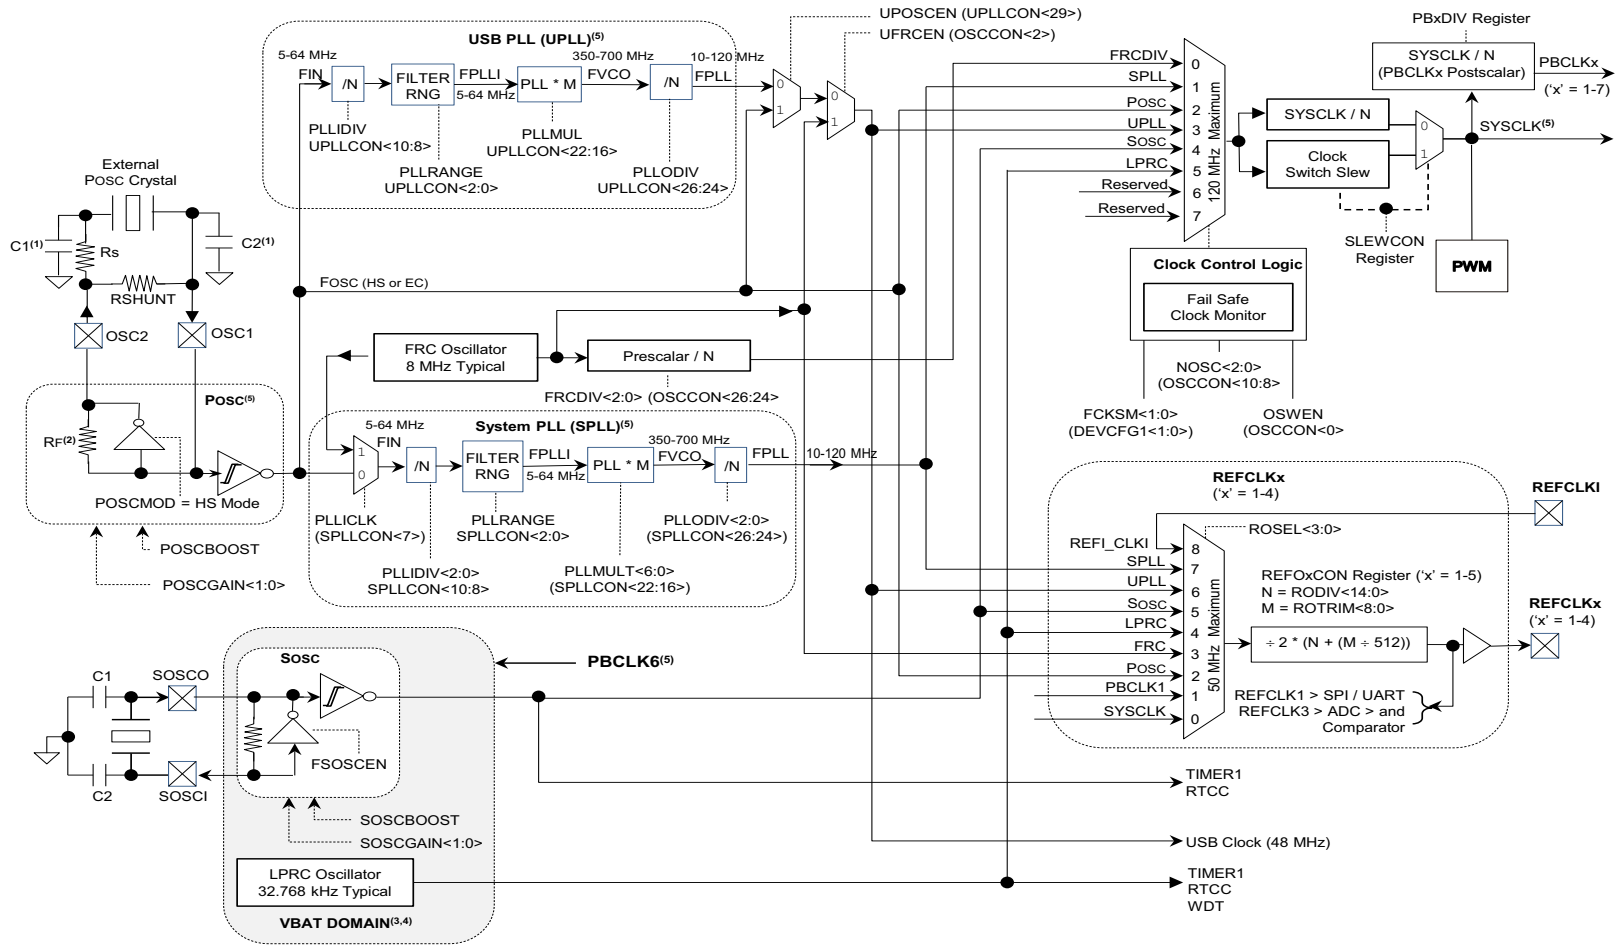 USB PLL (UPLL)(5)
5-64 MHz
FIN
/N
FILTER
RNG
FPLLI
5-64 MHz
PLL * M
350-700 MHz
FVCO
/N
10-120 MHz
FPLL
PLLIDIV
UPLLCON<10:8>
PLLRANGE
UPLLCON<2:0>
PLLMUL
UPLLCON<22:16>
PLLODIV
UPLLCON<26:24>
0
1
0
1
UPOSCEN (UPLLCON<29>)
UFRCEN (OSCCON<2>)
FRCDIV
SPLL
POSC
UPLL
SOSC
LPRC
Reserved
Reserved
0
1
2
3
4
5
6
7
120 MHz Maximum
SYSCLK / N
Clock
Switch Slew
0
1
SLEWCON
Register
PBxDIV Register
SYSCLK / N
(PBCLKx Postscalar)
PBCLKx
('x' = 1-7)
SYSCLK(5)
PWM
Clock Control Logic
Fail Safe
Clock Monitor
NOSC<2:0>
(OSCCON<10:8>
FCKSM<1:0>
(DEVCFG1<1:0>)
OSWEN
(OSCCON<0>
External
POSC Crystal
C1(1)
Rs
C2(1)
RSHUNT
OSC2
OSC1
FOSC (HS or EC)
FRC Oscillator
8 MHz Typical
Prescalar / N
FRCDIV<2:0> (OSCCON<26:24>
POSC(5)
RF(2)
POSCMOD = HS Mode
POSCBOOST
POSCGAIN<1:0>
System PLL (SPLL)(5)
5-64 MHz
FIN
1
0
/N
FILTER
RNG
FPLLI
5-64 MHz
PLL * M
350-700 MHz
FVCO
/N
FPLL
10-120 MHz
PLLICLK
(SPLLCON<7>)
PLLRANGE
SPLLCON<2:0>
PLLODIV<2:0>
(SPLLCON<26:24>)
PLLIDIV<2:0>
SPLLCON<10:8>
PLLMULT<6:0>
(SPLLCON<22:16>)
REFCLKx
('x' = 1-4)
REFCLKI
ROSEL<3:0>
REFI_CLKI
SPLL
UPLL
SOSC
LPRC
FRC
POSC
PBCLK1
SYSCLK
8
7
6
5
4
3
2
1
0
50 MHz Maximum
REFOxCON Register ('x' = 1-5)
N = RODIV<14:0>
M = ROTRIM<8:0>
÷ 2 * (N + (M ÷ 512))
REFCLKx
('x' = 1-4)
REFCLK1 > SPI / UART
REFCLK3 > ADC > and
Comparator
SOSC
PBCLK6(5)
C1
SOSCO
C2
SOSCI
FSOSCEN
SOSCBOOST
SOSCGAIN<1:0>
LPRC Oscillator
32.768 kHz Typical
VBAT DOMAIN(3,4)
TIMER1
RTCC
USB Clock (48 MHz)
TIMER1
RTCC
WDT